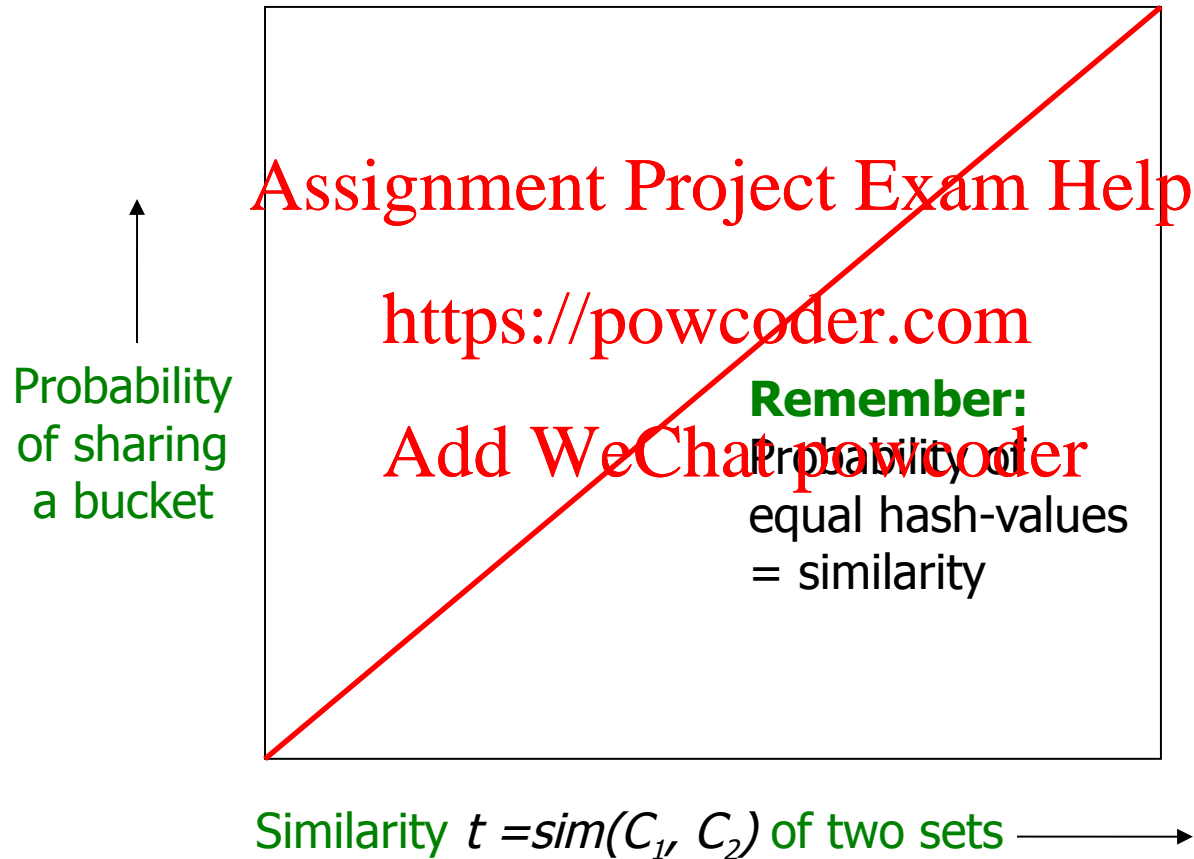 Assignment Project Exam Help
https://powcoder.com
Probability
of sharing
a bucket
Remember:
Add WeChat powcoder
Probability of
equal hash-values
= similarity
Similarity t =sim(C₁, C₂) of two sets